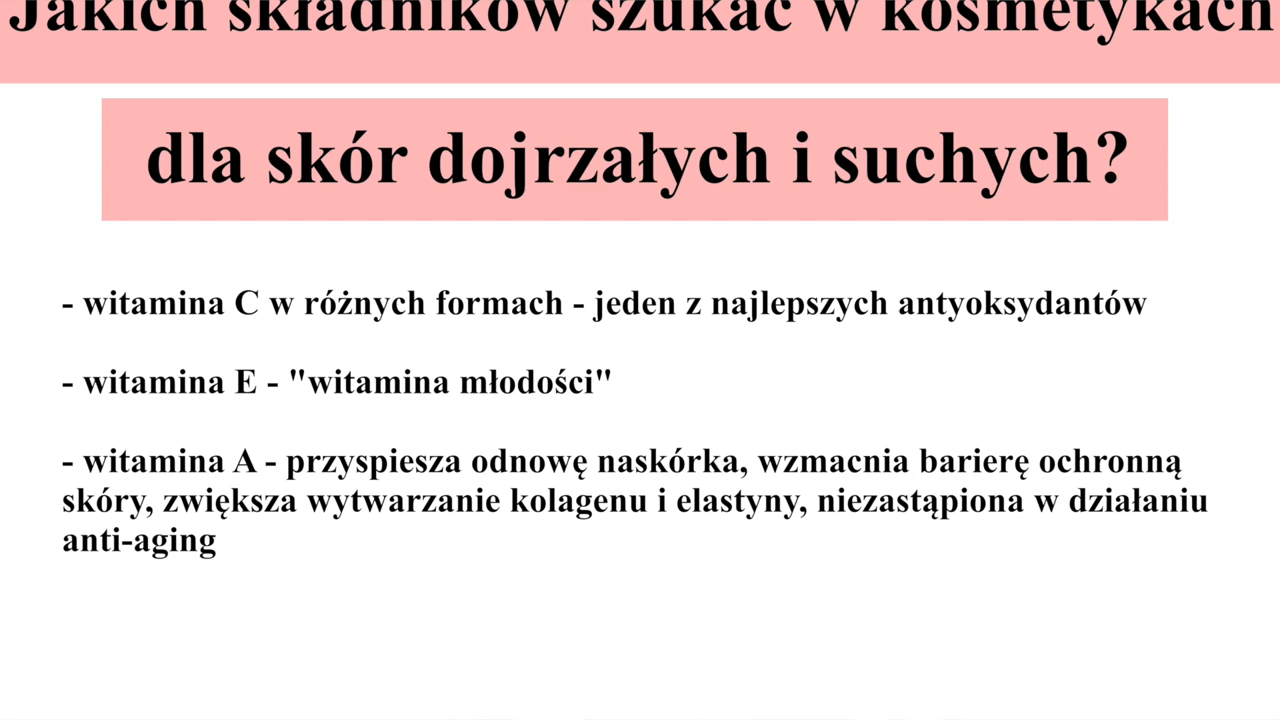 Jakich składników szukać w kosmetykach
dla skór dojrzałych i suchych?
- witamina C w różnych formach - jeden z najlepszych antyoksydantów
- witamina E - "witamina młodości"
- witamina A - przyspiesza odnowę naskórka, wzmacnia barierę ochronną
skóry, zwiększa wytwarzanie kolagenu i elastyny, niezastąpiona w działaniu
anti-aging